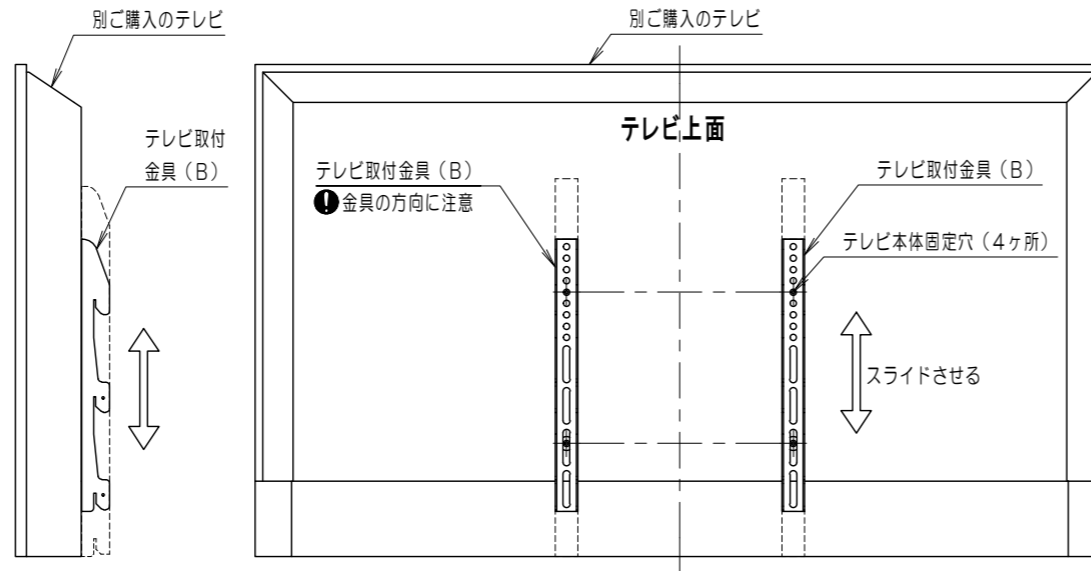 別ご購入のテレビ
テレビ取付
金具（B）
別ご購入のテレビ
テレビ上面
テレビ取付金具（B）
!金具の方向に注意
テレビ取付金具（B）
テレビ本体固定穴（4ヶ所）
スライドさせる